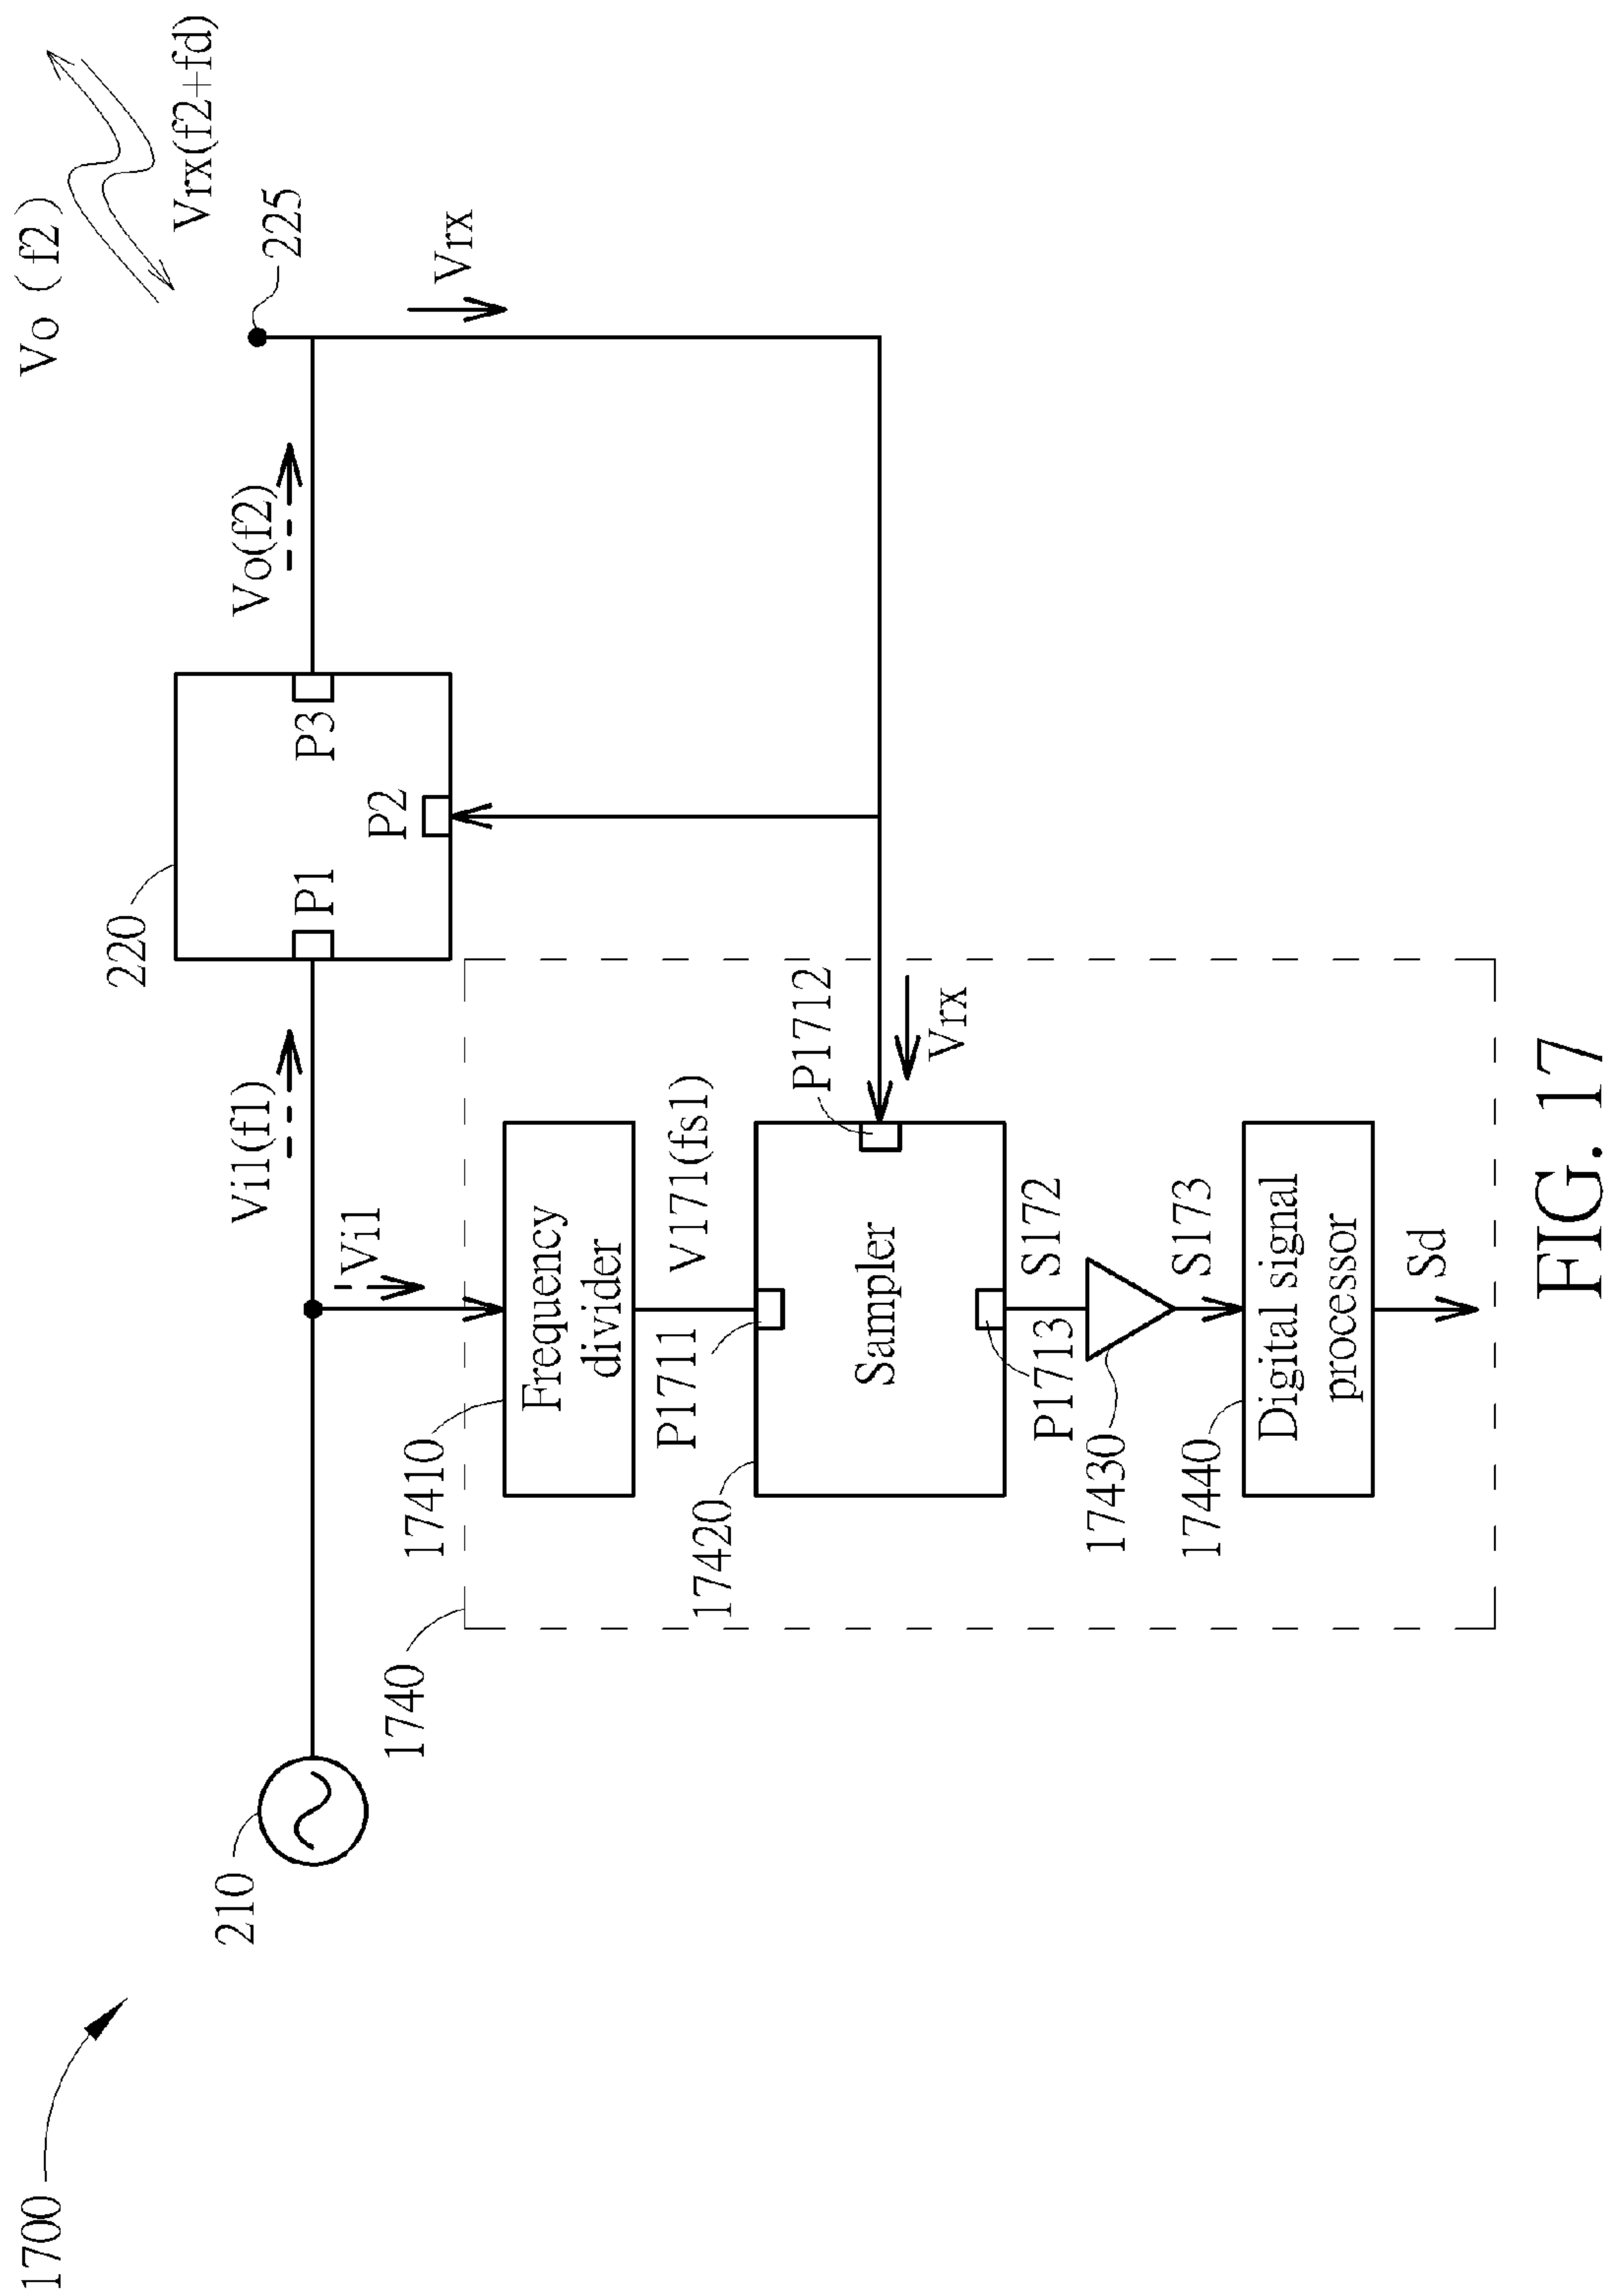 1700
Vo (f2)
Vrx(f2+fd)
225
Vrx
210
Vi1(f1)
220
P1
P3
P2
Vo(f2)
Vi1
1740
17410
Frequency
divider
P1711
V171(fs1)
17420
Sampler
P1712
Vrx
P1713
S172
17430
S173
17440
Digital signal
processor
Sd
FIG. 17